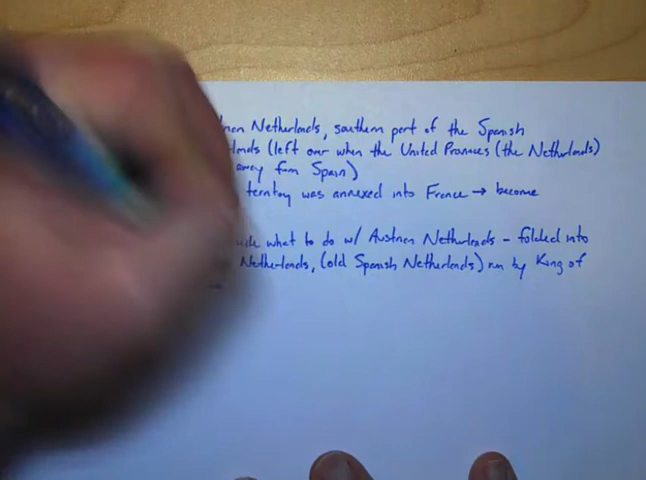 Netherlands, southern part of the Spanish
(left over when the United Provinces (the Netherlands)
away from Spain)
territory was annexed into France → become
what to do w/ Austrian Netherlands - folded into
Netherlands, (old Spanish Netherlands) run by King of